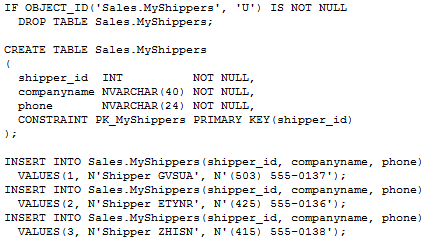 IF OBJECT_ID('Sales.MyShippers', 'U') IS NOT NULL
  DROP TABLE Sales.MyShippers;

CREATE TABLE Sales.MyShippers
(
  shipper_id  INT          NOT NULL,
  companyname NVARCHAR(40) NOT NULL,
  phone       NVARCHAR(24) NOT NULL,
  CONSTRAINT PK_MyShippers PRIMARY KEY(shipper_id)
);

INSERT INTO Sales.MyShippers(shipper_id, companyname, phone)
  VALUES(1, N'Shipper GVSUA', N'(503) 555-0137');
INSERT INTO Sales.MyShippers(shipper_id, companyname, phone)
  VALUES(2, N'Shipper ETYNR', N'(425) 555-0136');
INSERT INTO Sales.MyShippers(shipper_id, companyname, phone)
  VALUES(3, N'Shipper ZHISN', N'(415) 555-0138');